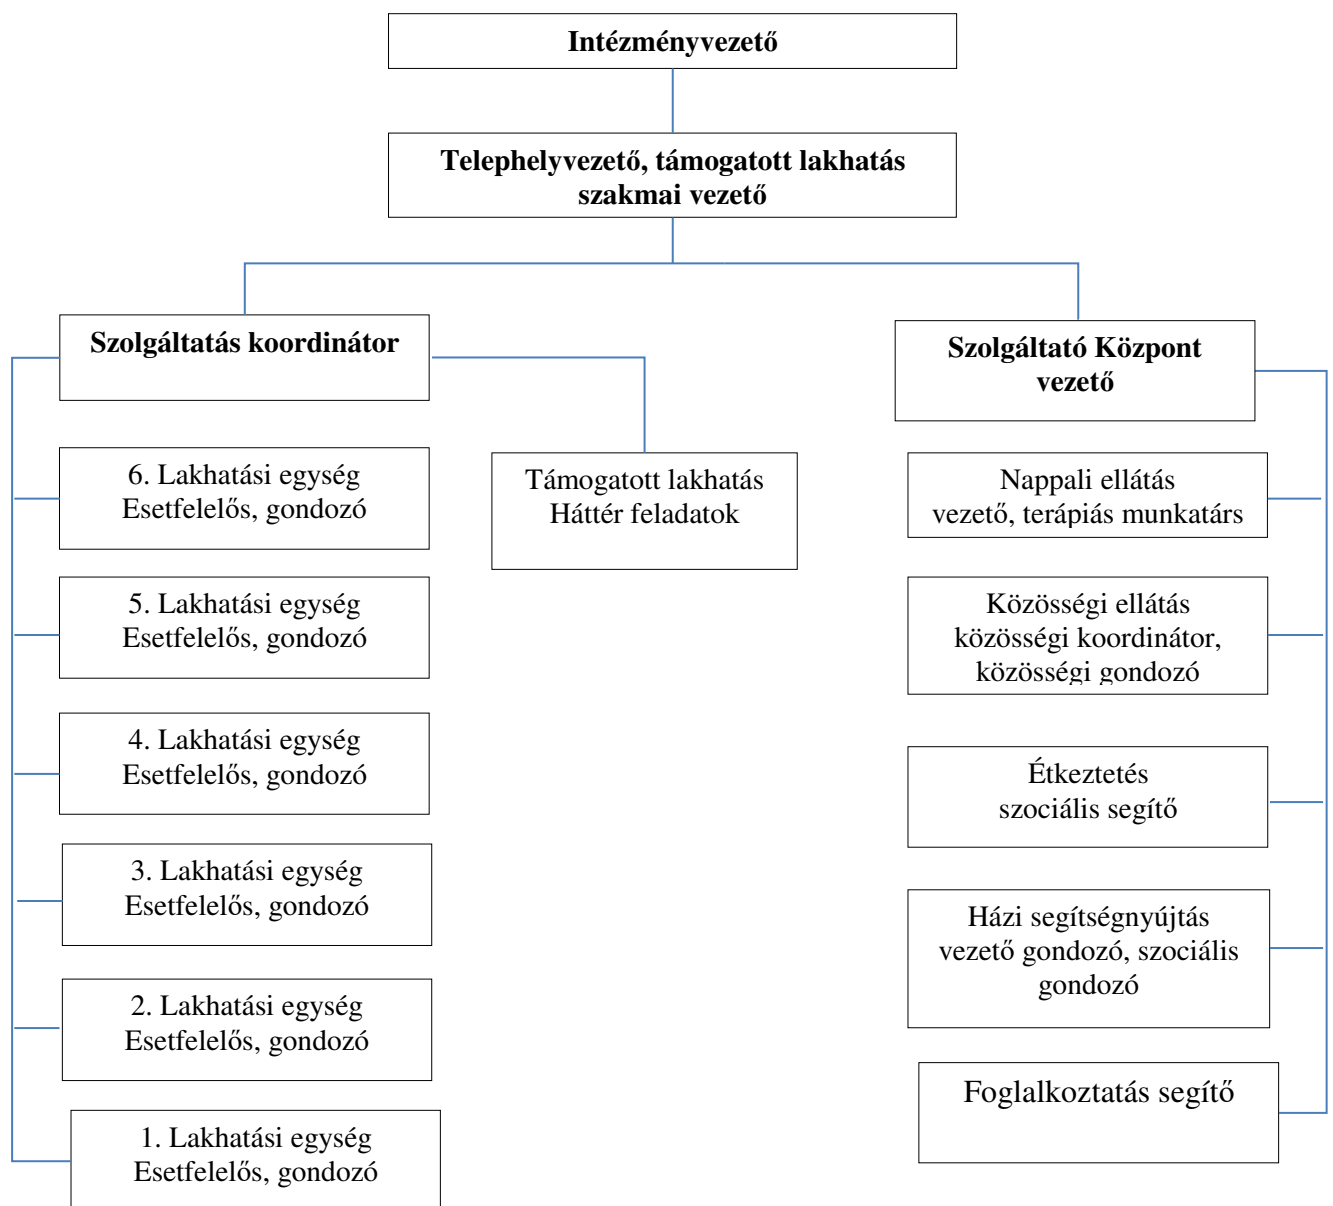 Intézményvezető
Telephelyvezető, támogatott lakhatás
szakmai vezető
Szolgáltatás koordinátor
Szolgáltató Központ
vezető
6. Lakhatási egység
Esetfelelős, gondozó
Támogatott lakhatás
Háttér feladatok
Nappali ellátás
vezető, terápiás munkatárs
5. Lakhatási egység
Esetfelelős, gondozó
Közösségi ellátás
közösségi koordinátor,
közösségi gondozó
4. Lakhatási egység
Esetfelelős, gondozó
Étkeztetés
szociális segítő
3. Lakhatási egység
Esetfelelős, gondozó
Házi segítségnyújtás
vezető gondozó, szociális
gondozó
2. Lakhatási egység
Esetfelelős, gondozó
Foglalkoztatás segítő
1. Lakhatási egység
Esetfelelős, gondozó